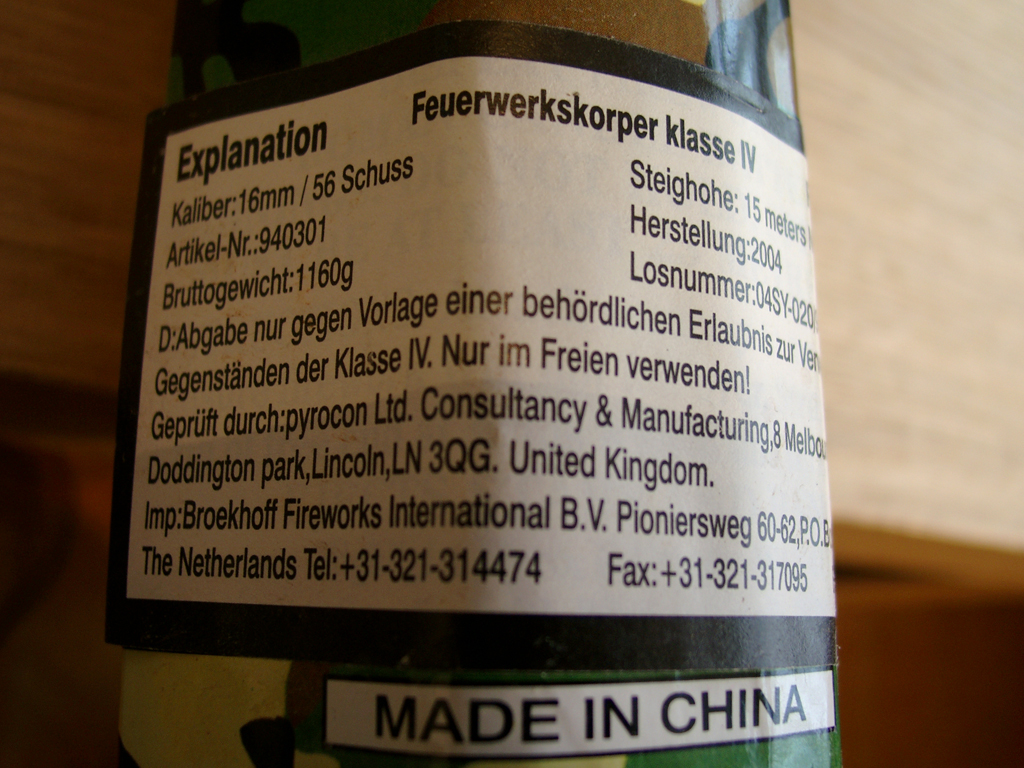 Feuerwerkskorper klasse IV
Explanation
Kaliber:16mm / 56 Schuss
Steighohe: 15 meters
Artikel-Nr.:940301
Herstellung:2004
Bruttogewicht:1160g
Losnummer:04SY-020
D:Abgabe nur gegen Vorlage einer behördlichen Erlaubnis zur Ver
Gegenständen der Klasse IV. Nur im Freien verwenden!
Geprüft durch:pyrocon Ltd. Consultancy & Manufacturing,8 Melbou
Doddington park,Lincoln,LN 3QG. United Kingdom.
Imp:Broekhoff Fireworks International B.V. Pioniersweg 60-62,P.O.B
The Netherlands Tel:+31-321-314474 Fax:+31-321-317095
MADE IN CHINA